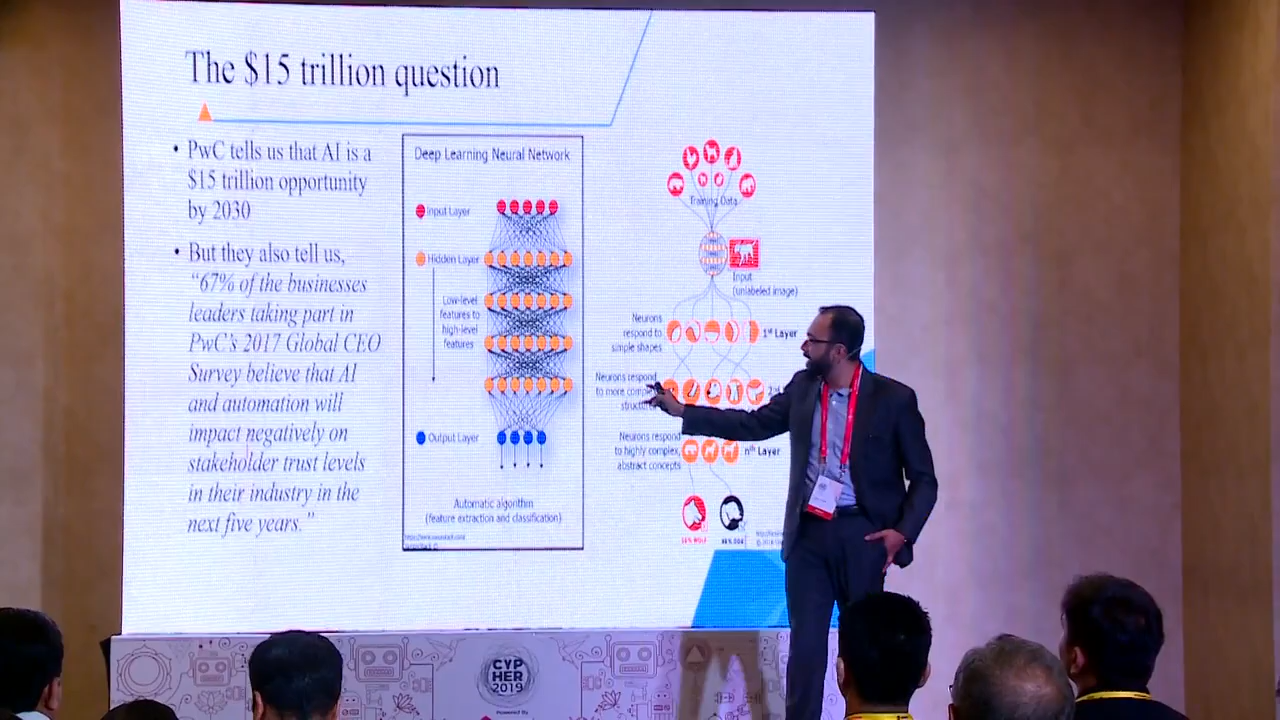 The $15 trillion question
• PwC tells us that AI is a
$15 trillion opportunity
by 2030
• But they also tell us,
“67% of the businesses
leaders taking part in
PwC’s 2017 Global CEO
Survey believe that AI
and automation will
impact negatively on
stakeholder trust levels
in their industry in the
next five years.”
Deep Learning Neural Network
Input Layer
Hidden Layer
Low-level
features to
high-level
features
Output Layer
Automatic algorithm
(feature extraction and classification)
Training Data
Input
(unlabeled image)
Neurons
respond to
simple shapes
1st Layer
Neurons respond
to more complex
structures
Neurons respond
to highly complex,
abstract concepts
nth Layer
CYP
HER
2019
Powered By